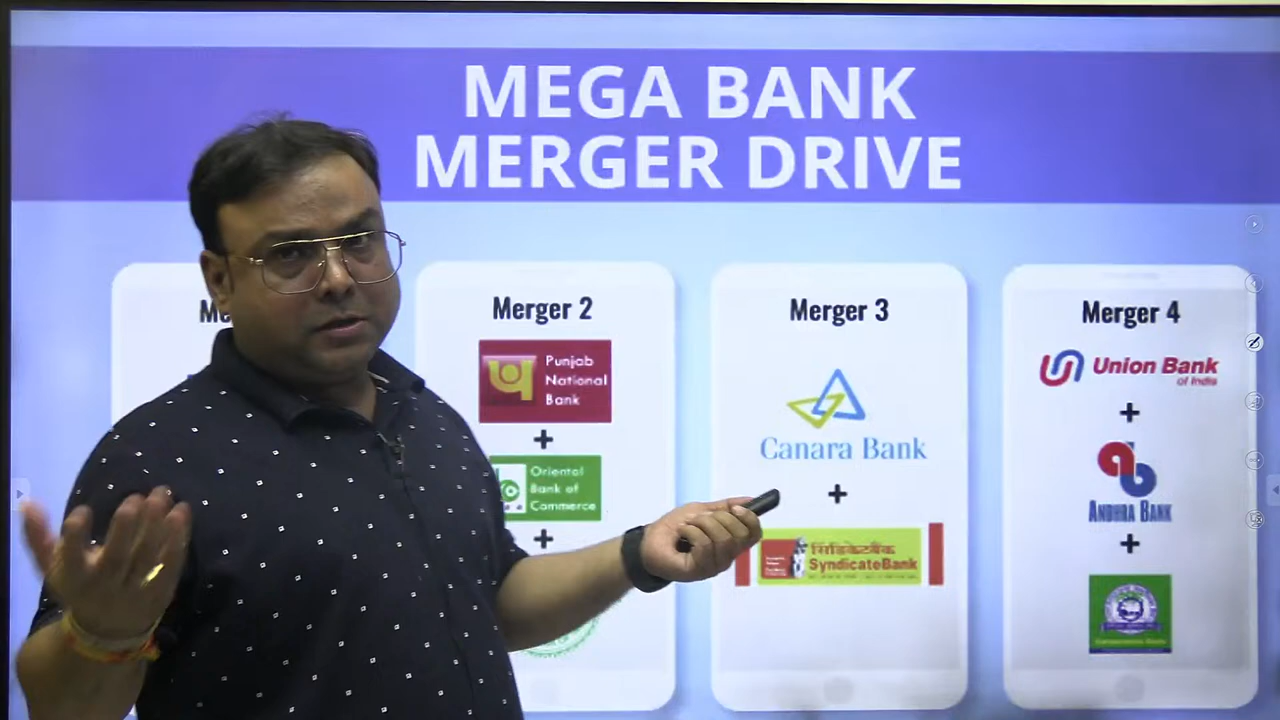 MEGA BANK
MERGER DRIVE
Me
Merger 2
Punjab
National
Bank
+
Oriental
Bank of
Commerce
+
Merger 3
Canara Bank
+
सिंडिकेटबैंक
SyndicateBank
Merger 4
Union Bank
of India
+
ANDHRA BANK
+